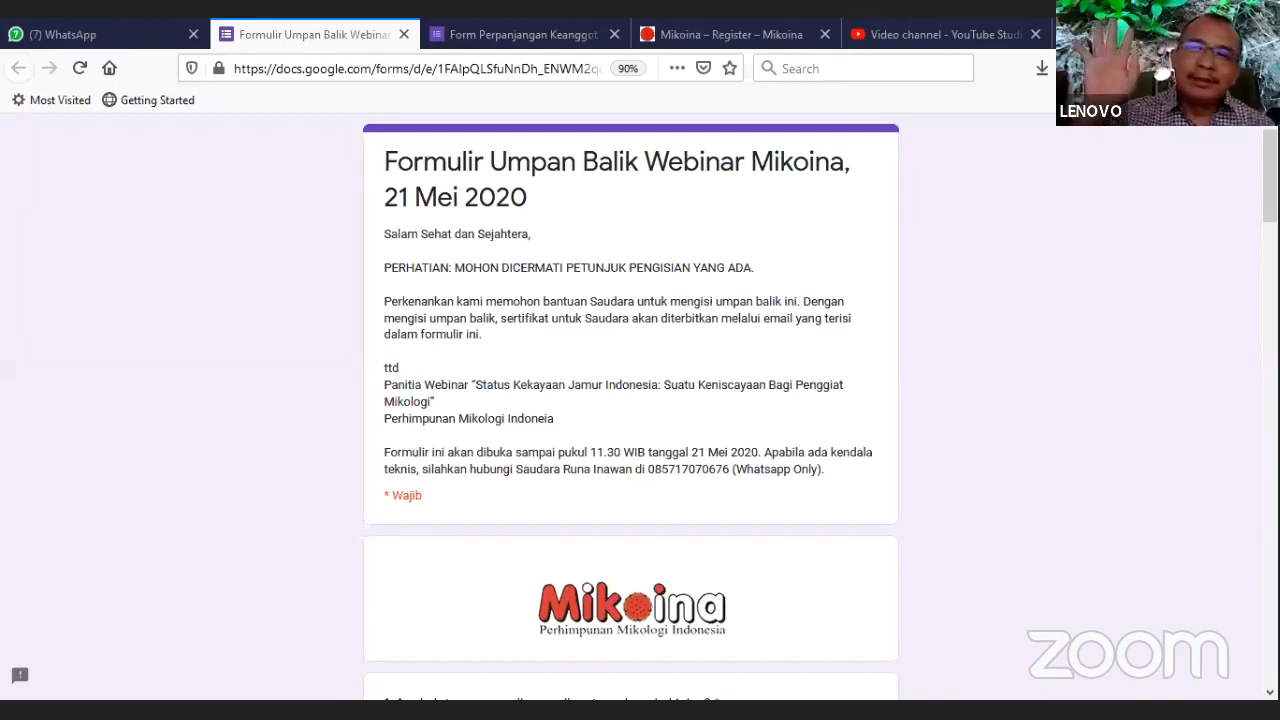 (7) WhatsApp
Formulir Umpan Balik Webinar
Form Perpanjangan Keanggot
Mikoina – Register – Mikoina
Video channel - YouTube Studi
https://docs.google.com/forms/d/e/1FAIpQLSfuNnDh_ENWM2q
90%
Search
Most Visited
Getting Started
LENOVO
Formulir Umpan Balik Webinar Mikoina,
21 Mei 2020
Salam Sehat dan Sejahtera,
PERHATIAN: MOHON DICERMATI PETUNJUK PENGISIAN YANG ADA.
Perkenankan kami memohon bantuan Saudara untuk mengisi umpan balik ini. Dengan
mengisi umpan balik, sertifikat untuk Saudara akan diterbitkan melalui email yang terisi
dalam formulir ini.
ttd
Panitia Webinar “Status Kekayaan Jamur Indonesia: Suatu Keniscayaan Bagi Penggiat
Mikologi”
Perhimpunan Mikologi Indoneia
Formulir ini akan dibuka sampai pukul 11.30 WIB tanggal 21 Mei 2020. Apabila ada kendala
teknis, silahkan hubungi Saudara Runa Inawan di 085717070676 (Whatsapp Only).
* Wajib
Mikoina
Perhimpunan Mikologi Indonesia
zoom